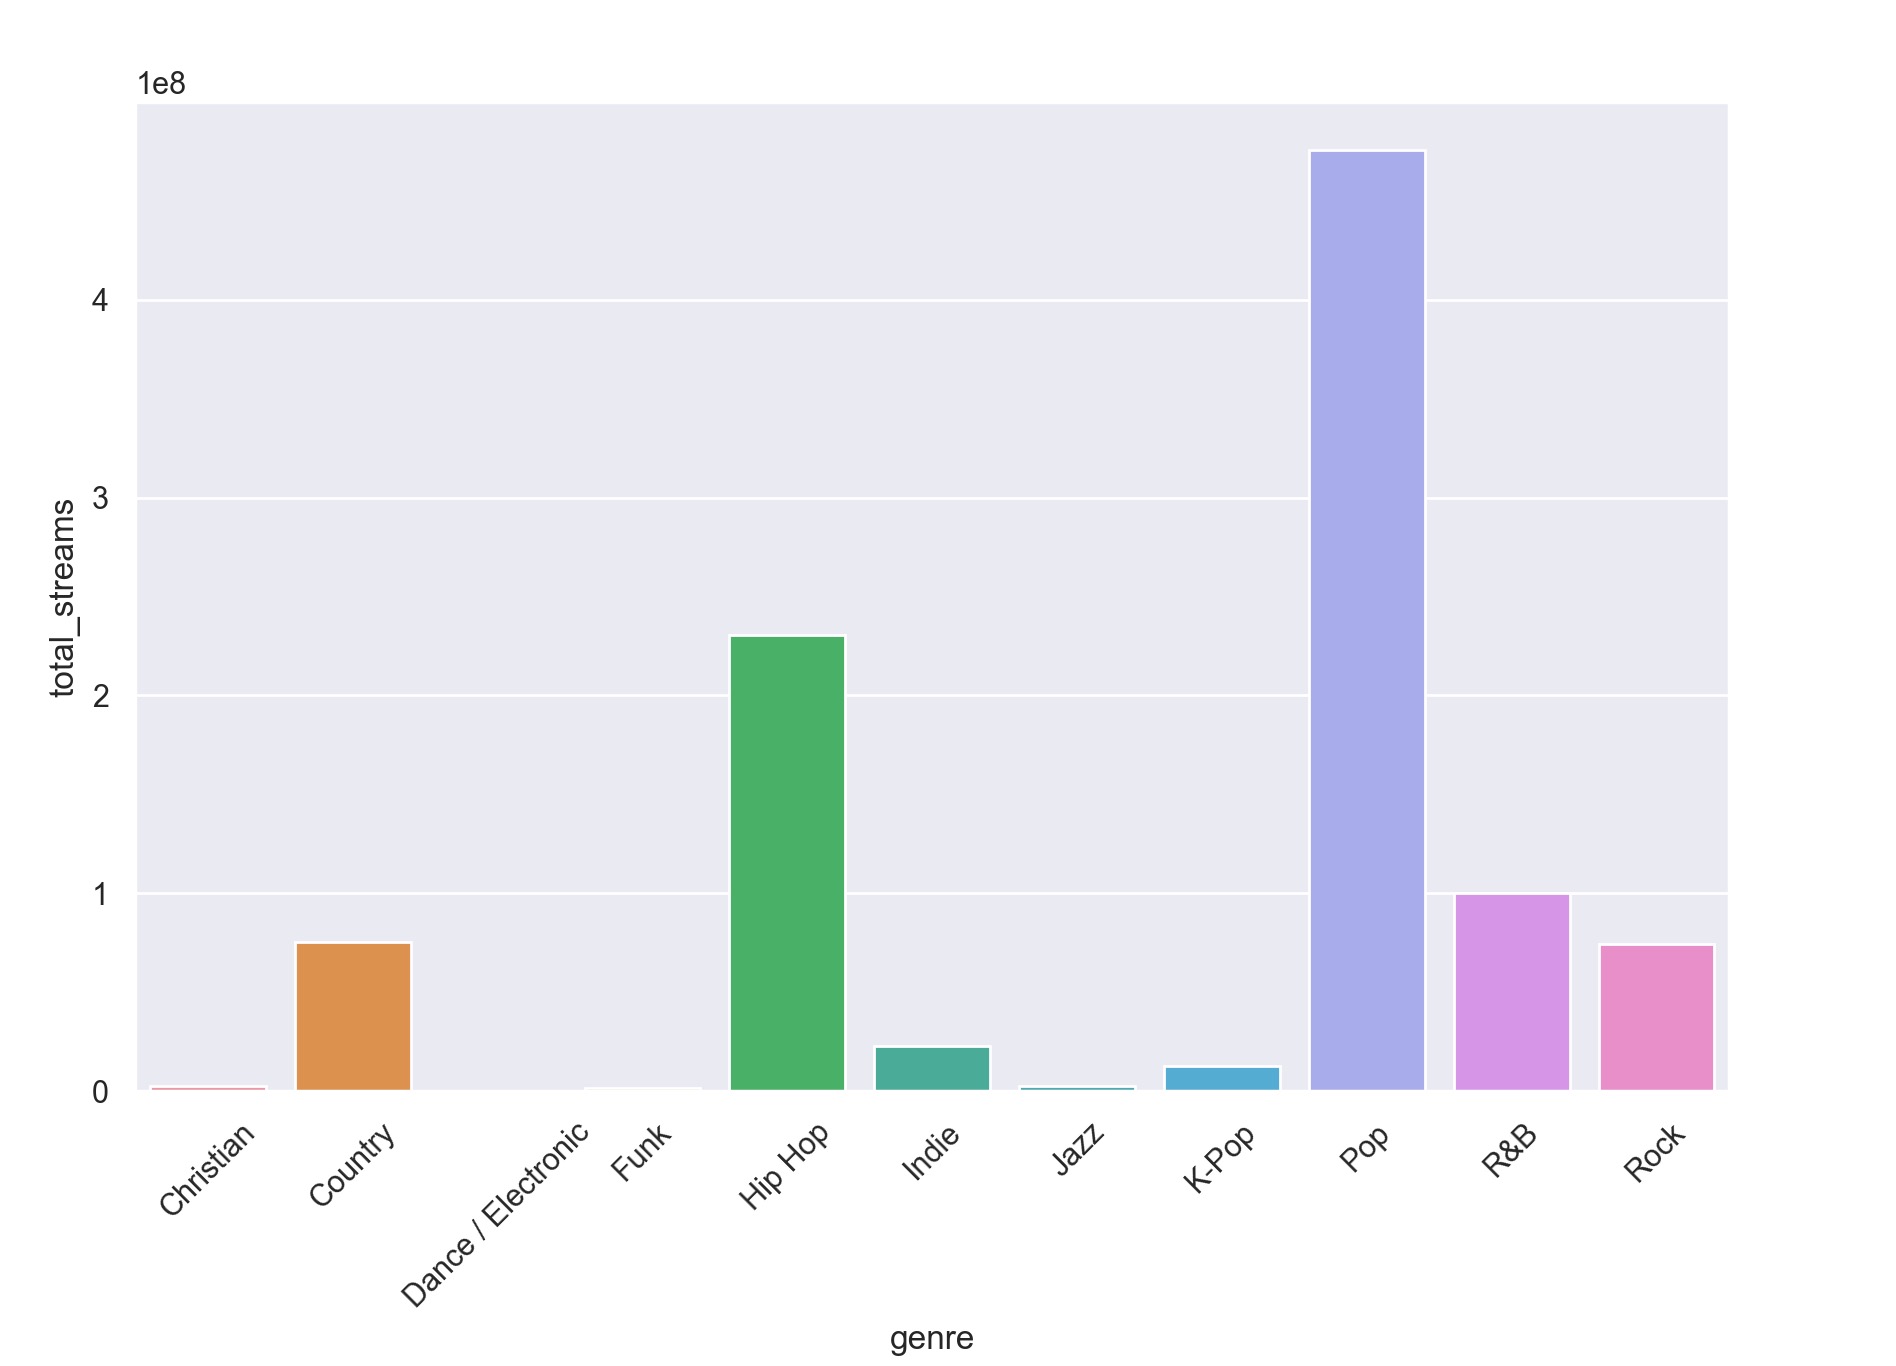 1e8
4
3
2
1
0
total_streams
Christian
Country
Dance / Electronic
Funk
Hip Hop
Indie
Jazz
K-Pop
Pop
R&B
Rock
genre